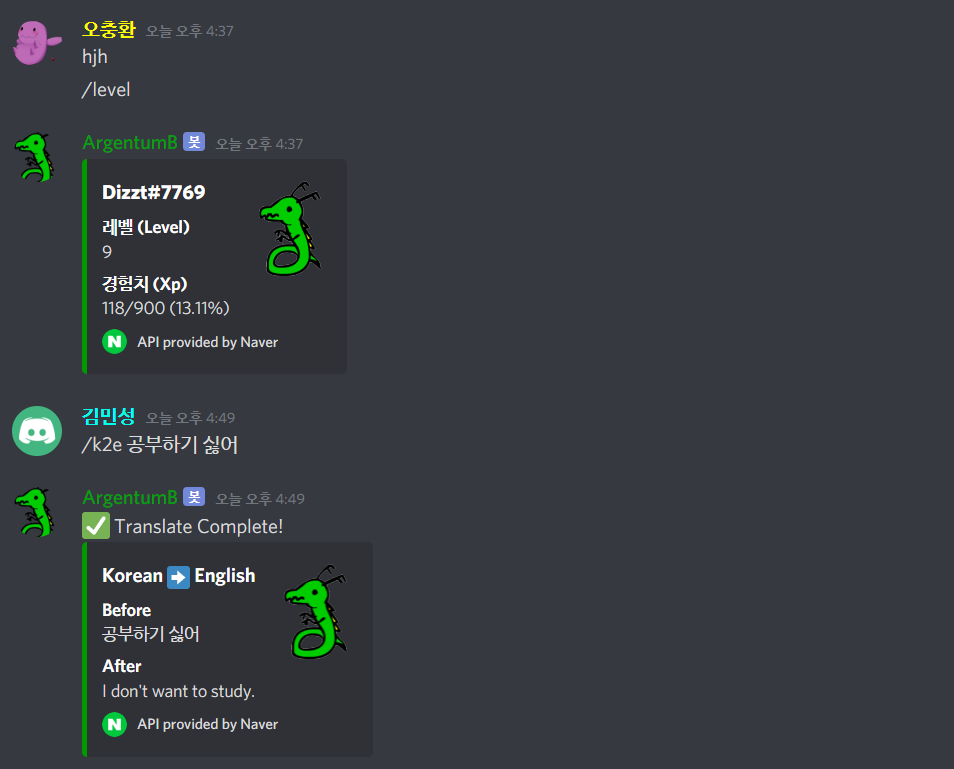 오충환 오늘 오후 4:37
hjh
/level
ArgentumB 봇 오늘 오후 4:37
Dizzt#7769
레벨 (Level)
9
경험치 (Xp)
118/900 (13.11%)
N API provided by Naver
김민성 오늘 오후 4:49
/k2e 공부하기 싫어
ArgentumB 봇 오늘 오후 4:49
✅ Translate Complete!
Korean ➡ English
Before
공부하기 싫어
After
I don't want to study.
N API provided by Naver